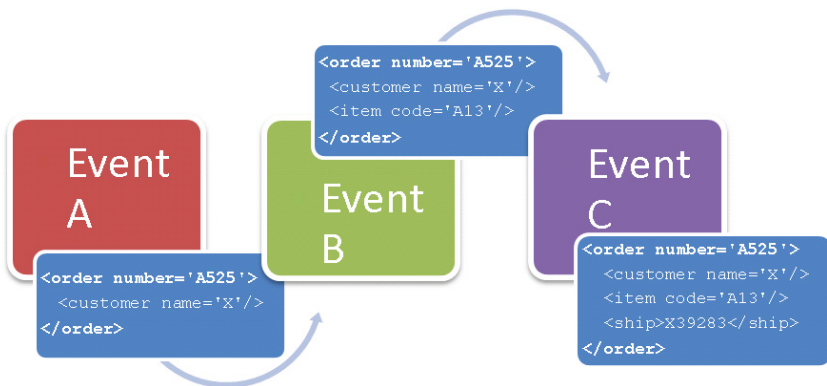 Event
A
<order number='A525'>
<customer name='X'/>
</order>
Event
B
<order number='A525'>
<customer name='X'/>
<item code='A13'/>
</order>
Event
C
<order number='A525'>
<customer name='X'/>
<item code='A13'/>
<ship>X39283</ship>
</order>